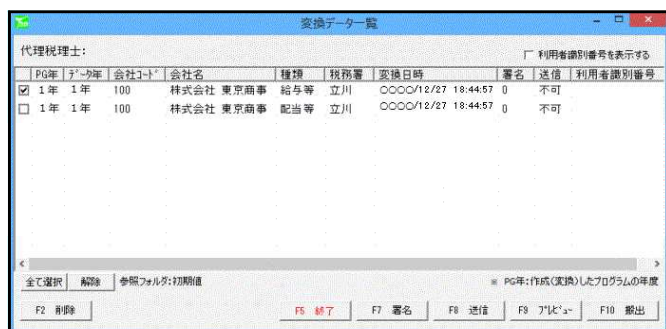 変換データ一覧
代理税理士:
利用者識別番号を表示する
PG年 データ年 会社コード 会社名 種類 税務署 変換日時 署名 送信 利用者識別番号
1年 1年 100 株式会社 東京商事 給与等 立川 ○○○○/12/27 18:44:57 0 不可
1年 1年 100 株式会社 東京商事 配当等 立川 ○○○○/12/27 18:44:57 0 不可
全て選択 解除 参照フォルダ:初期値 ※ PG年:作成(変換)したプログラムの年度
F2 削除 F5 終了 F7 署名 F8 送信 F9 プレビュー F10 搬出